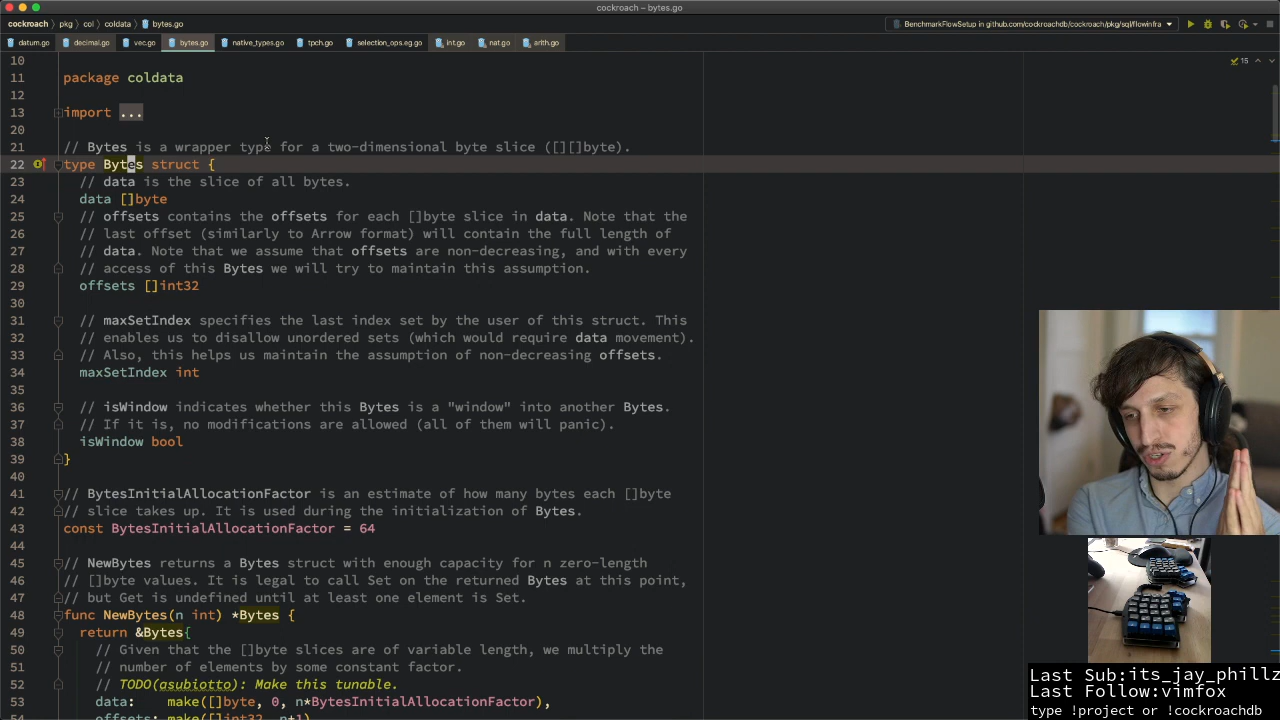 cockroach – bytes.go
cockroach pkg col coldata bytes.go
BenchmarkFlowSetup in github.com/cockroachdb/cockroach/pkg/sql/flowinfra
datum.go decimal.go vec.go bytes.go native_types.go tpch.go selection_ops.eg.go int.go nat.go arith.go
10
11 package coldata
15
12
13 import ...
20
21 // Bytes is a wrapper type for a two-dimensional byte slice ([][]byte).
22 type Bytes struct {
23 // data is the slice of all bytes.
24 data []byte
25 // offsets contains the offsets for each []byte slice in data. Note that the
26 // last offset (similarly to Arrow format) will contain the full length of
27 // data. Note that we assume that offsets are non-decreasing, and with every
28 // access of this Bytes we will try to maintain this assumption.
29 offsets []int32
30
31 // maxSetIndex specifies the last index set by the user of this struct. This
32 // enables us to disallow unordered sets (which would require data movement).
33 // Also, this helps us maintain the assumption of non-decreasing offsets.
34 maxSetIndex int
35
36 // isWindow indicates whether this Bytes is a "window" into another Bytes.
37 // If it is, no modifications are allowed (all of them will panic).
38 isWindow bool
39 }
40
41 // BytesInitialAllocationFactor is an estimate of how many bytes each []byte
42 // slice takes up. It is used during the initialization of Bytes.
43 const BytesInitialAllocationFactor = 64
44
45 // NewBytes returns a Bytes struct with enough capacity for n zero-length
46 // []byte values. It is legal to call Set on the returned Bytes at this point,
47 // but Get is undefined until at least one element is Set.
48 func NewBytes(n int) *Bytes {
49 return &Bytes{
50 // Given that the []byte slices are of variable length, we multiply the
51 // number of elements by some constant factor.
52 // TODO(asubiotto): Make this tunable.
53 data: make([]byte, 0, n*BytesInitialAllocationFactor),
54 offsets: make([]int32, n+1),
Last Sub:its_jay_phillz
Last Follow:vimfox
type !project or !cockroachdb